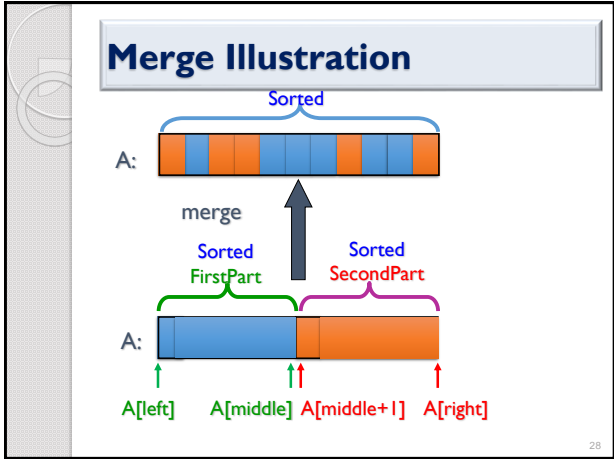 Merge Illustration
Sorted
A:
merge
Sorted Sorted
FirstPart SecondPart
A:
A[left] A[middle] A[middle+1] A[right]
28